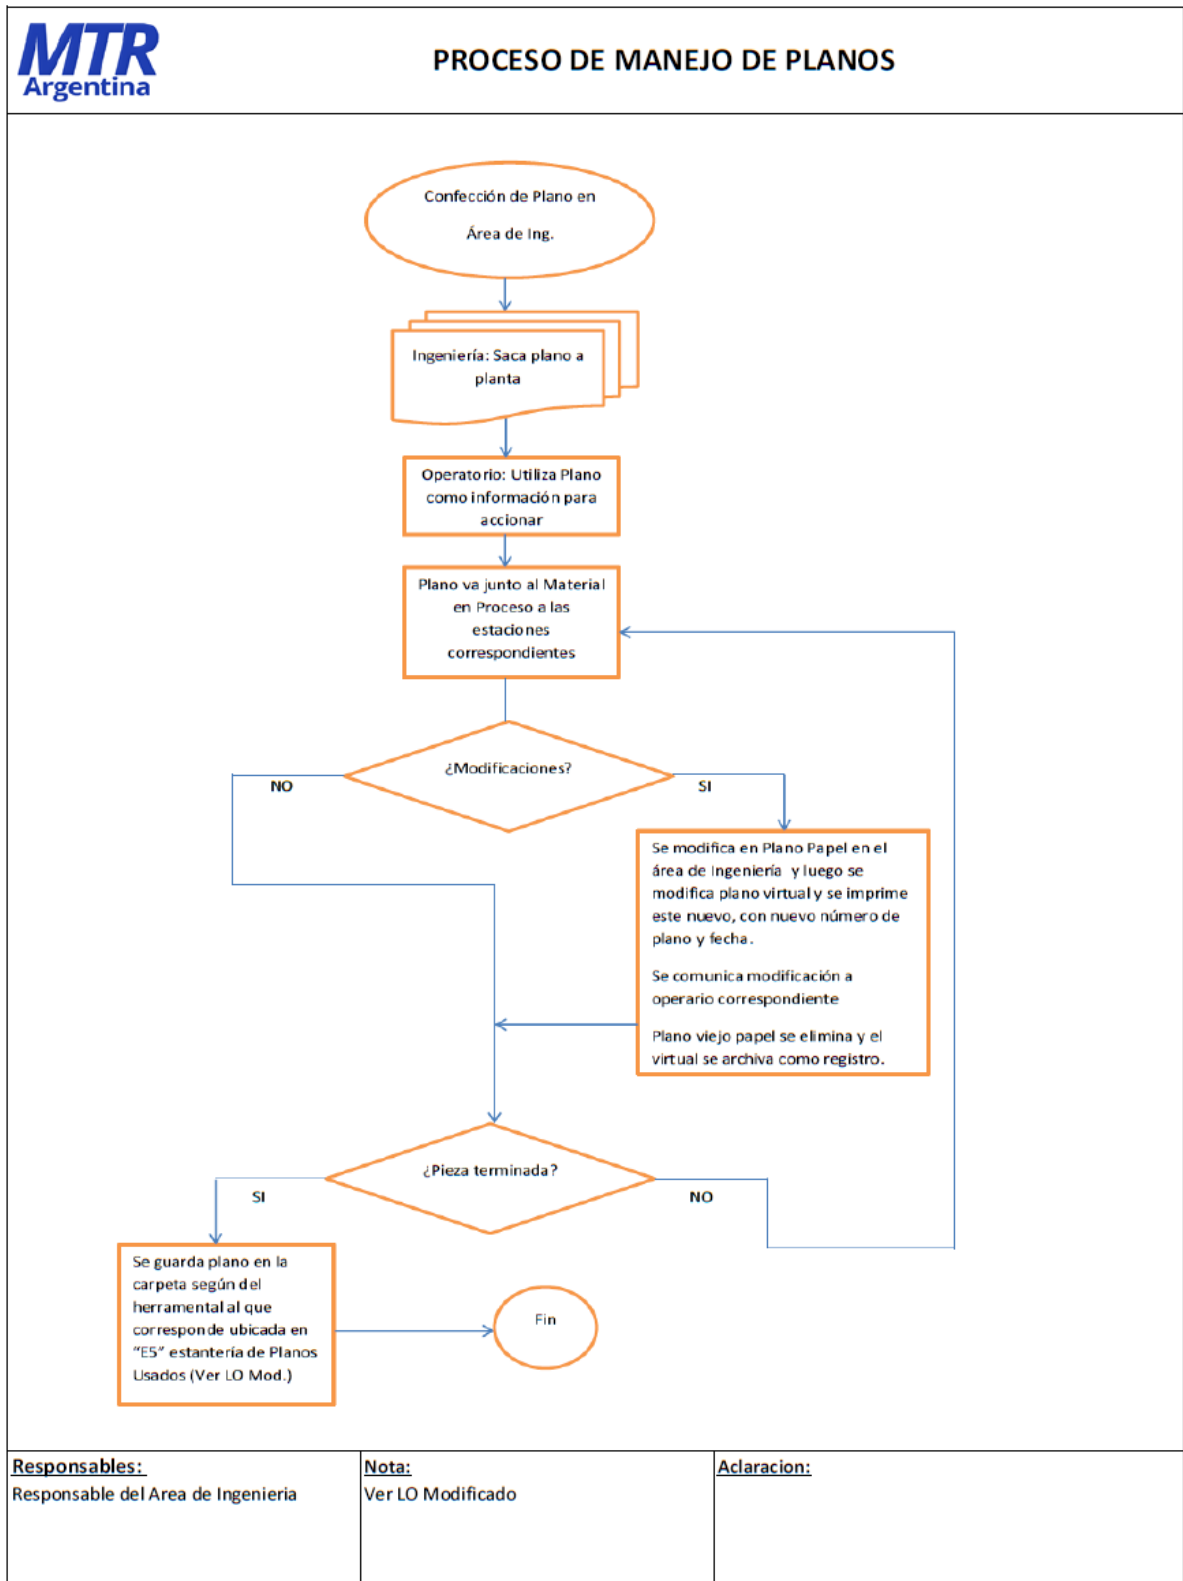 MTR
Argentina
PROCESO DE MANEJO DE PLANOS
Confección de Plano en
Área de Ing.
Ingeniería: Saca plano a
planta
Operatorio: Utiliza Plano
como información para
accionar
Plano va junto al Material
en Proceso a las
estaciones
correspondientes
¿Modificaciones?
NO
SI
Se modifica en Plano Papel en el
área de Ingeniería y luego se
modifica plano virtual y se imprime
este nuevo, con nuevo número de
plano y fecha.
Se comunica modificación a
operario correspondiente
Plano viejo papel se elimina y el
virtual se archiva como registro.
¿Pieza terminada?
SI
NO
Se guarda plano en la
carpeta según del
herramental al que
corresponde ubicada en
“E5” estantería de Planos
Usados (Ver LO Mod.)
Fin
Responsables:
Responsable del Area de Ingenieria
Nota:
Ver LO Modificado
Aclaracion: